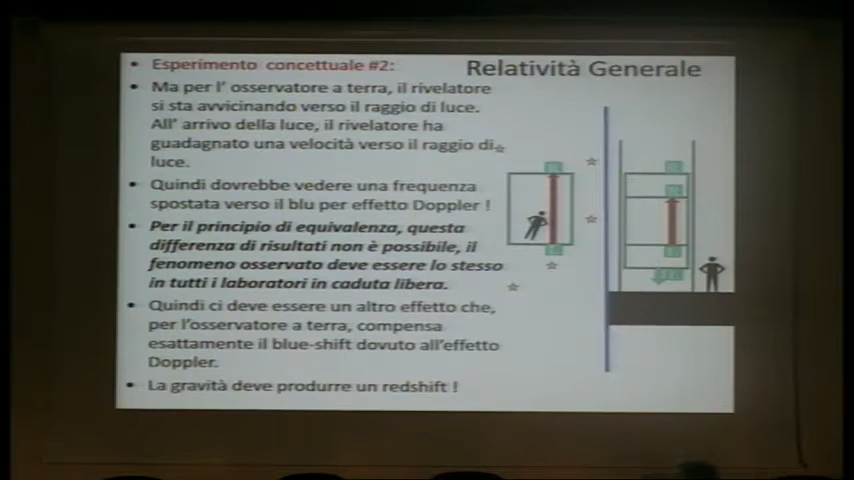 Relatività Generale
• Esperimento concettuale #2:
• Ma per l' osservatore a terra, il rivelatore
si sta avvicinando verso il raggio di luce.
All' arrivo della luce, il rivelatore ha
guadagnato una velocità verso il raggio di
luce.
• Quindi dovrebbe vedere una frequenza
spostata verso il blu per effetto Doppler !
• Per il principio di equivalenza, questa
differenza di risultati non è possibile, il
fenomeno osservato deve essere lo stesso
in tutti i laboratori in caduta libera.
• Quindi ci deve essere un altro effetto che,
per l'osservatore a terra, compensa
esattamente il blue-shift dovuto all'effetto
Doppler.
• La gravità deve produrre un redshift !